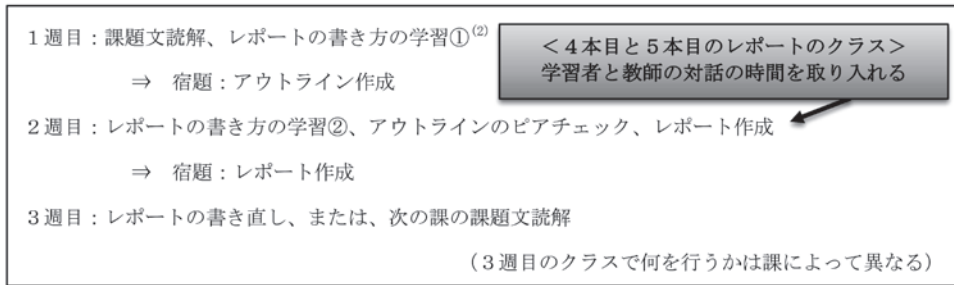 1週目：課題文読解、レポートの書き方の学習①(2)
＜４本目と５本目のレポートのクラス＞
学習者と教師の対話の時間を取り入れる
⇒　宿題：アウトライン作成
2週目：レポートの書き方の学習②、アウトラインのピアチェック、レポート作成
⇒　宿題：レポート作成
3週目：レポートの書き直し、または、次の課の課題文読解
（３週目のクラスで何を行うかは課によって異なる）